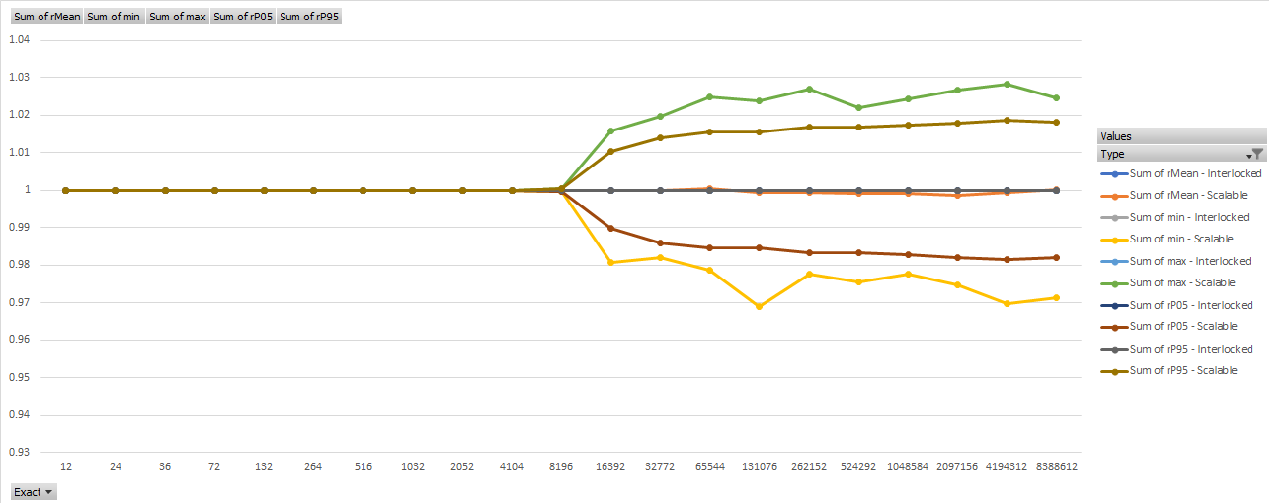 Sum of rMean Sum of min Sum of max Sum of rP05 Sum of rP95
1.04
1.03
1.02
1.01
1
0.99
0.98
0.97
0.96
0.95
0.94
0.93
12 24 36 72 132 264 516 1032 2052 4104 8196 16392 32772 65544 131076 262152 524292 1048584 2097156 4194312 8388612
Exact
Values
Type
Sum of rMean - Interlocked
Sum of rMean - Scalable
Sum of min - Interlocked
Sum of min - Scalable
Sum of max - Interlocked
Sum of max - Scalable
Sum of rP05 - Interlocked
Sum of rP05 - Scalable
Sum of rP95 - Interlocked
Sum of rP95 - Scalable